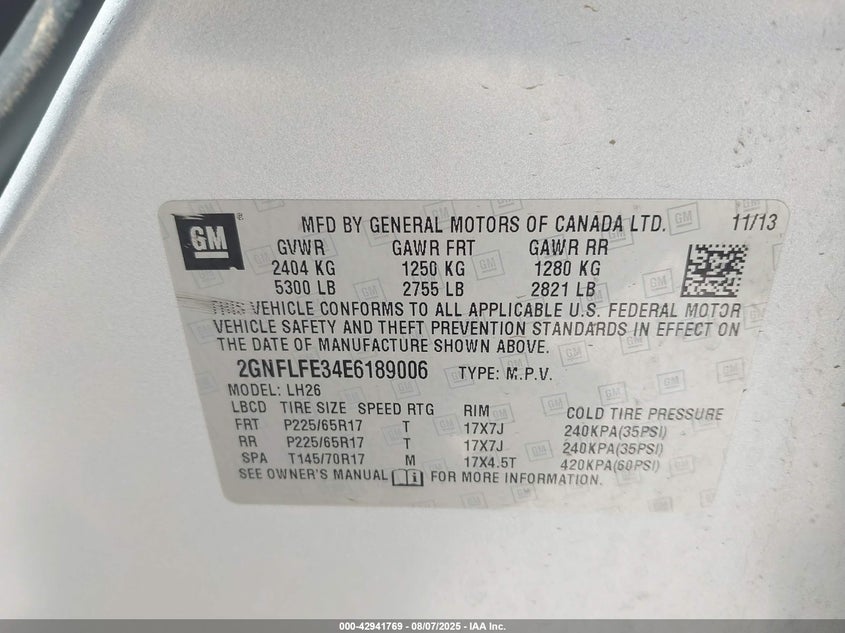 GM
MFD BY GENERAL MOTORS OF CANADA LTD. 11/13
GVWR GAWR FRT GAWR RR
2404 KG 1250 KG 1280 KG
5300 LB 2755 LB 2821 LB
THIS VEHICLE CONFORMS TO ALL APPLICABLE U.S. FEDERAL MOTOR
VEHICLE SAFETY AND THEFT PREVENTION STANDARDS IN EFFECT ON
THE DATE OF MANUFACTURE SHOWN ABOVE.
2GNFLFE34E6189006 TYPE: M.P.V.
MODEL: LH26
LBCD TIRE SIZE SPEED RTG RIM COLD TIRE PRESSURE
FRT P225/65R17 T 17X7J 240KPA(35PSI)
RR P225/65R17 T 17X7J 240KPA(35PSI)
SPA T145/70R17 M 17X4.5T 420KPA(60PSI)
SEE OWNER'S MANUAL FOR MORE INFORMATION.
000-42941769 - 08/07/2025 - IAA Inc.